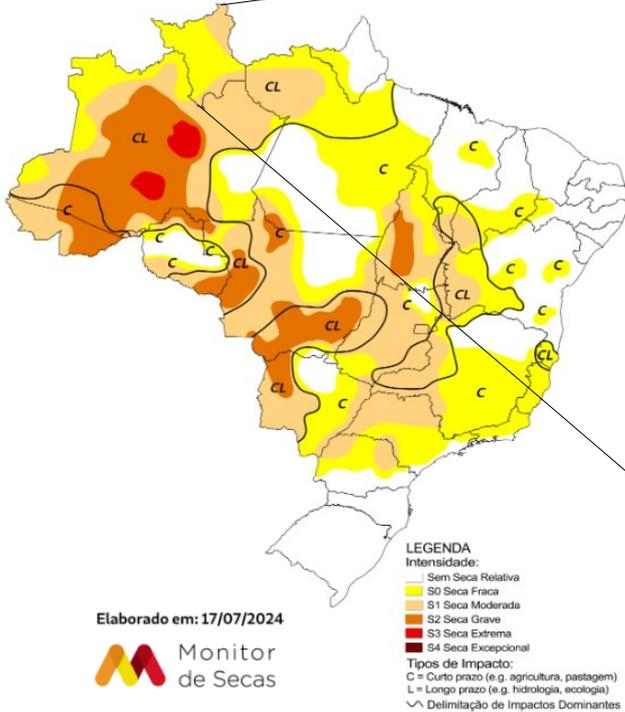 CL
CL
C
C
C
C
C
C
C
CL
C
C
C
CL
C
C
CL
CL
CL
C
C
LEGENDA
Intensidade:
Sem Seca Relativa
S0 Seca Fraca
S1 Seca Moderada
S2 Seca Grave
S3 Seca Extrema
S4 Seca Excepcional
Tipos de Impacto:
C = Curto prazo (e.g. agricultura, pastagem)
L = Longo prazo (e.g. hidrologia, ecologia)
Delimitação de Impactos Dominantes
Elaborado em: 17/07/2024
Monitor
de Secas